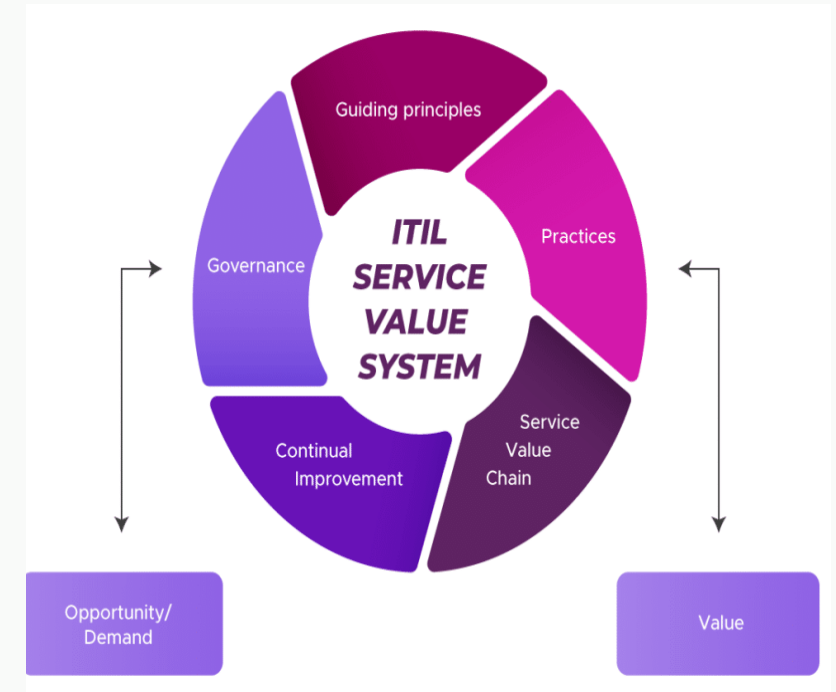 Guiding principles
Practices
Governance
ITIL
SERVICE
VALUE
SYSTEM
Service
Value
Chain
Continual
Improvement
Opportunity/
Demand
Value